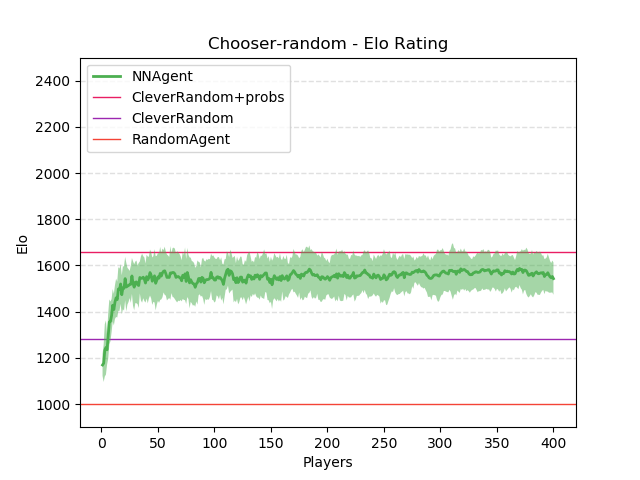 Chooser-random - Elo Rating
NNAgent
CleverRandom+probs
CleverRandom
RandomAgent
2400
2200
2000
1800
1600
1400
1200
1000
Elo
0 50 100 150 200 250 300 350 400
Players